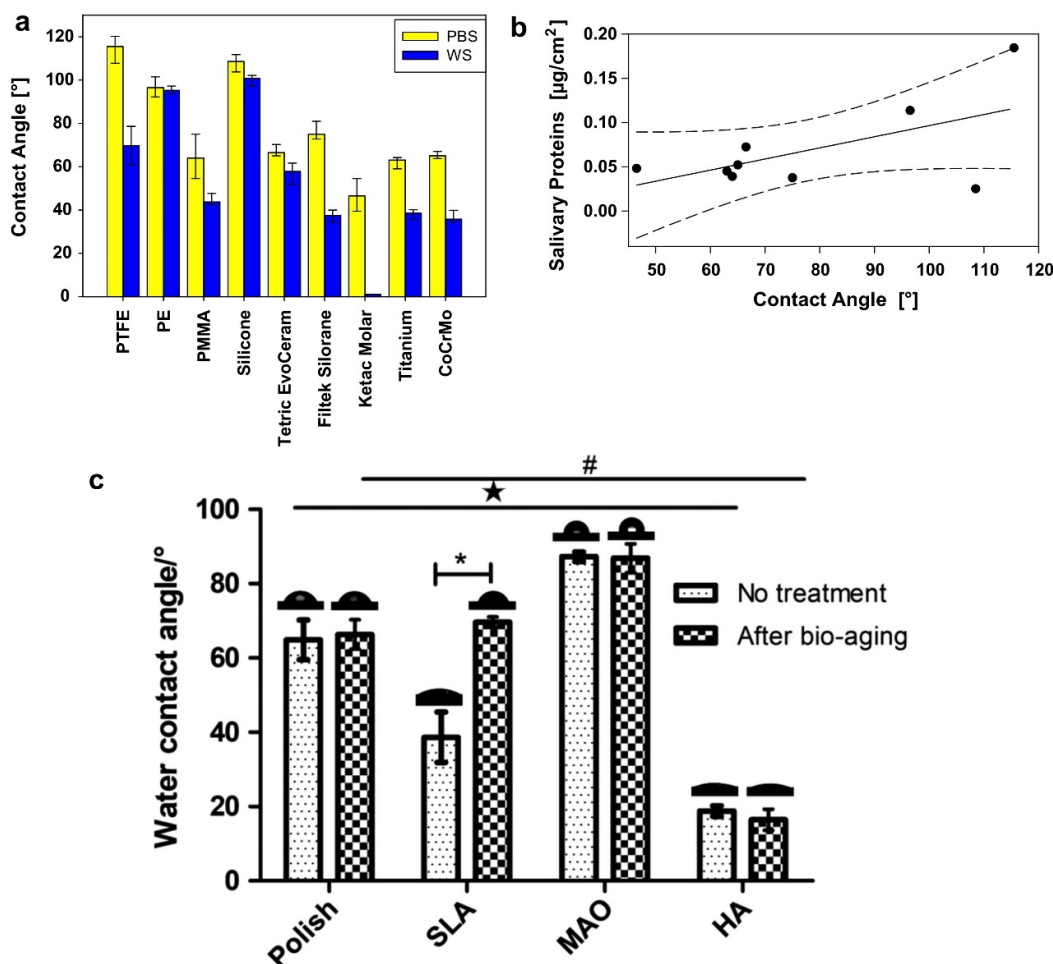 a
Contact Angle [°]
120
100
80
60
40
20
0
PBS
WS
PTFE
PE
PMMA
Silicone
Tetric EvoCeram
Filtek Silorane
Ketac Molar
Titanium
CoCrMo
b
Salivary Proteins [µg/cm²]
0.20
0.15
0.10
0.05
0.00
50 60 70 80 90 100 110 120
Contact Angle [°]
c
#
★
*
Water contact angle/°
100
80
60
40
20
0
No treatment
After bio-aging
Polish
SLA
MAO
HA